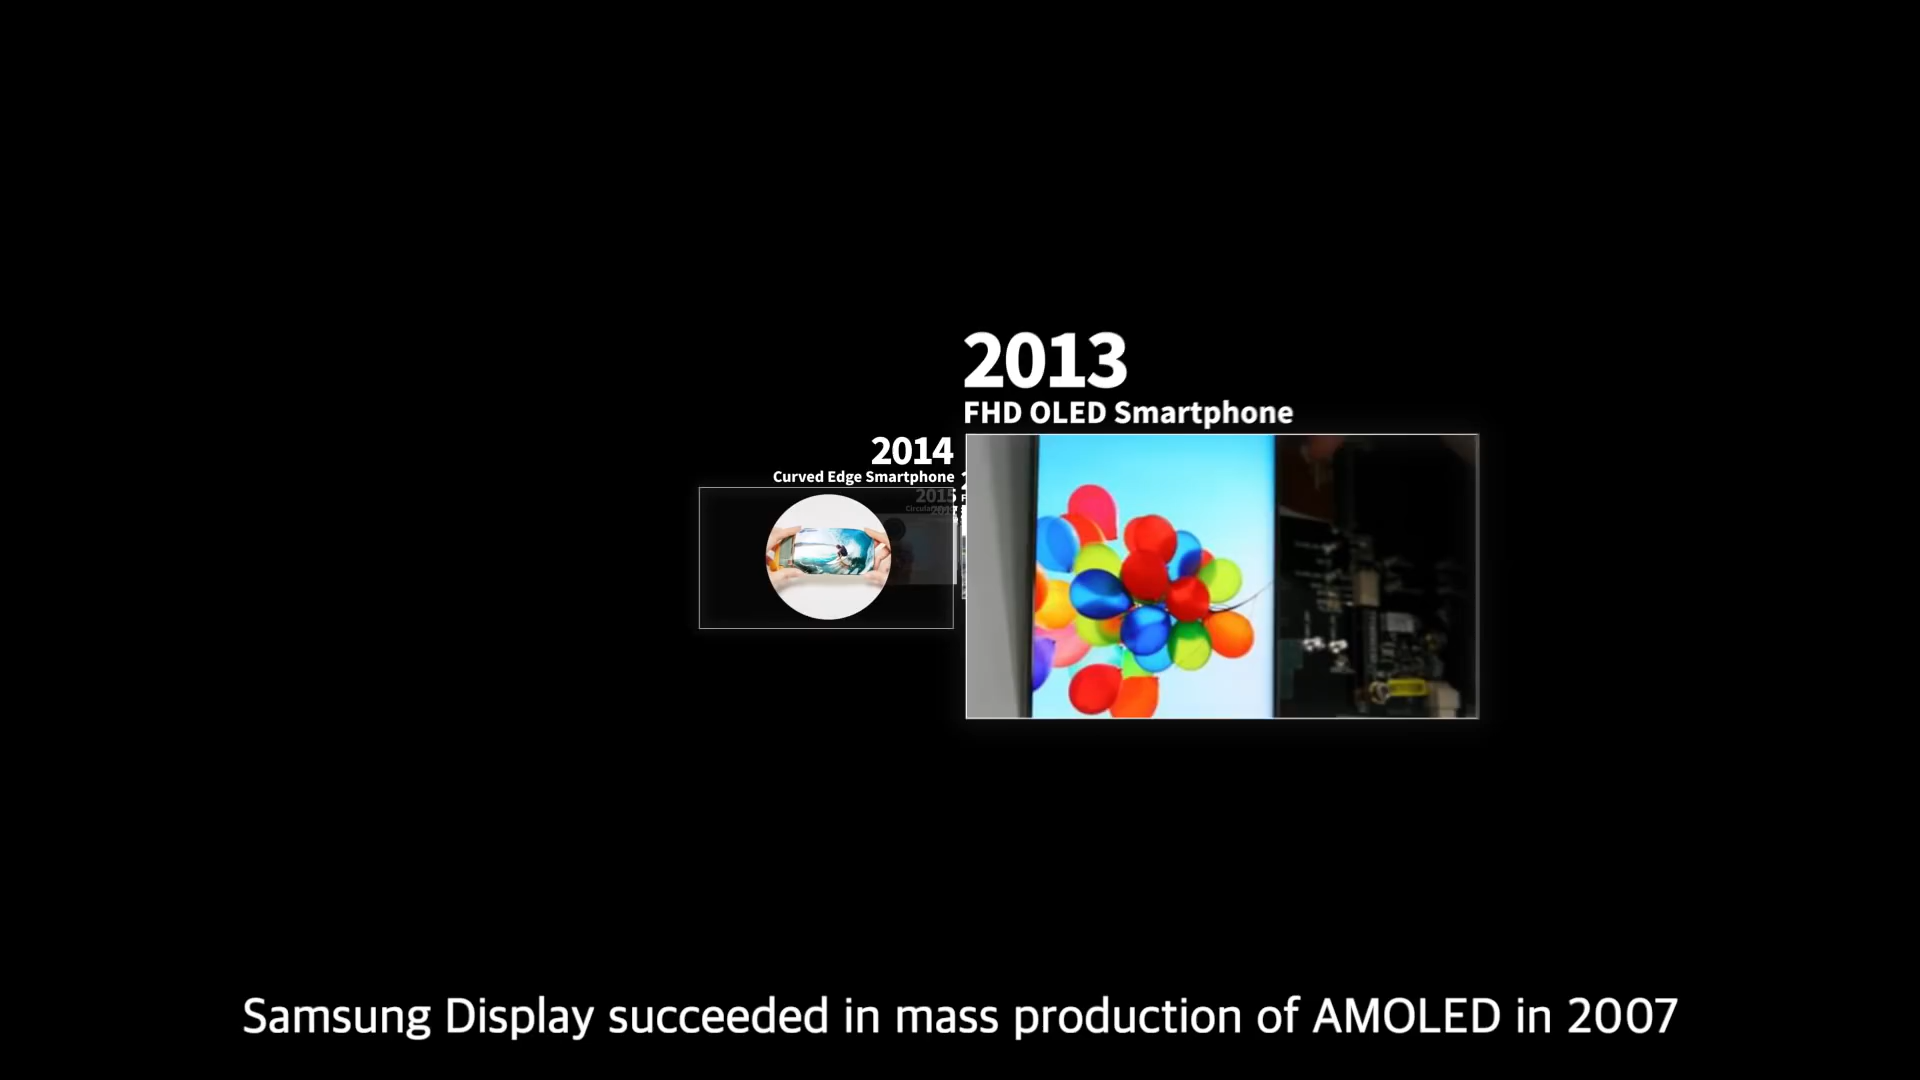 2013
FHD OLED Smartphone
2014
Curved Edge Smartphone
2015
Samsung Display succeeded in mass production of AMOLED in 2007